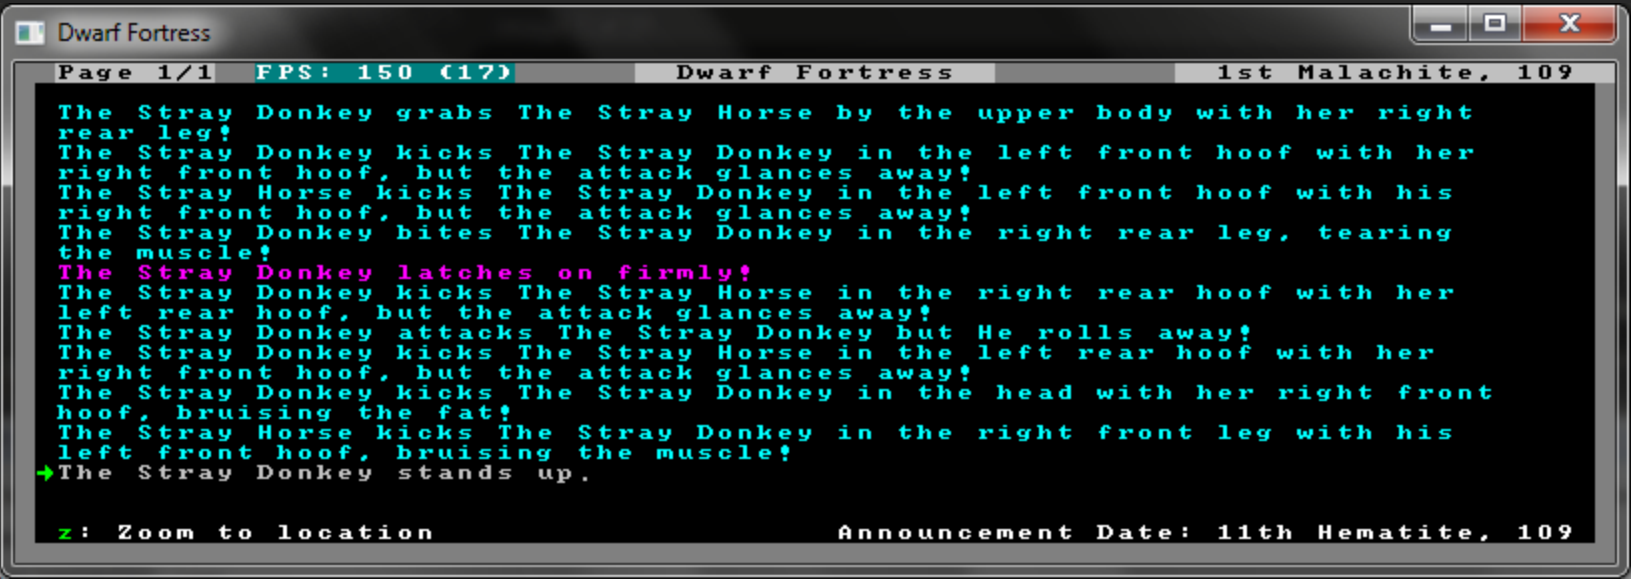 Dwarf Fortress
Page 1/1 FPS: 150 (17) Dwarf Fortress 1st Malachite, 109
The Stray Donkey grabs The Stray Horse by the upper body with her right
rear leg!
The Stray Donkey kicks The Stray Donkey in the left front hoof with her
right front hoof, but the attack glances away!
The Stray Horse kicks The Stray Donkey in the left front hoof with his
right front hoof, but the attack glances away!
The Stray Donkey bites The Stray Donkey in the right rear leg, tearing
the muscle!
The Stray Donkey latches on firmly!
The Stray Donkey kicks The Stray Horse in the right rear hoof with her
left rear hoof, but the attack glances away!
The Stray Donkey attacks The Stray Donkey but He rolls away!
The Stray Donkey kicks The Stray Horse in the left rear hoof with her
right front hoof, but the attack glances away!
The Stray Donkey kicks The Stray Donkey in the head with her right front
hoof, bruising the fat!
The Stray Horse kicks The Stray Donkey in the right front leg with his
left front hoof, bruising the muscle!
The Stray Donkey stands up.
z: Zoom to location Announcement Date: 11th Hematite, 109